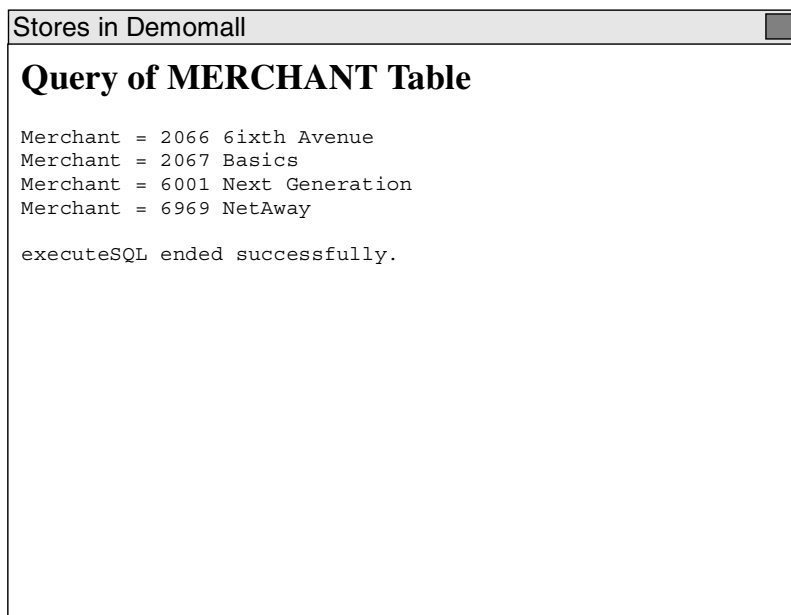 Stores in Demomall
Query of MERCHANT Table
Merchant = 2066 6ixth Avenue
Merchant = 2067 Basics
Merchant = 6001 Next Generation
Merchant = 6969 NetAway
executeSQL ended successfully.